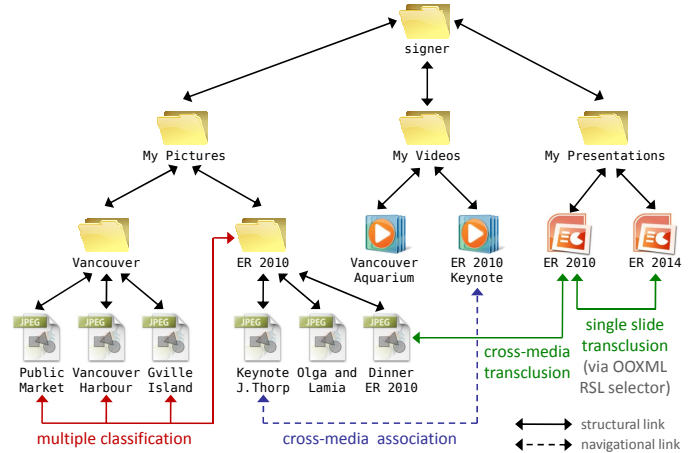 signer
My Pictures
My Videos
My Presentations
Vancouver
ER 2010
Vancouver
Aquarium
ER 2010
Keynote
ER 2010
ER 2014
JPEG
JPEG
JPEG
JPEG
JPEG
JPEG
Public
Market
Vancouver
Harbour
Gville
Island
Keynote
J.Thorp
Olga and
Lamia
Dinner
ER 2010
cross-media
transclusion
single slide
transclusion
(via OOXML
RSL selector)
multiple classification
cross-media association
structural link
navigational link